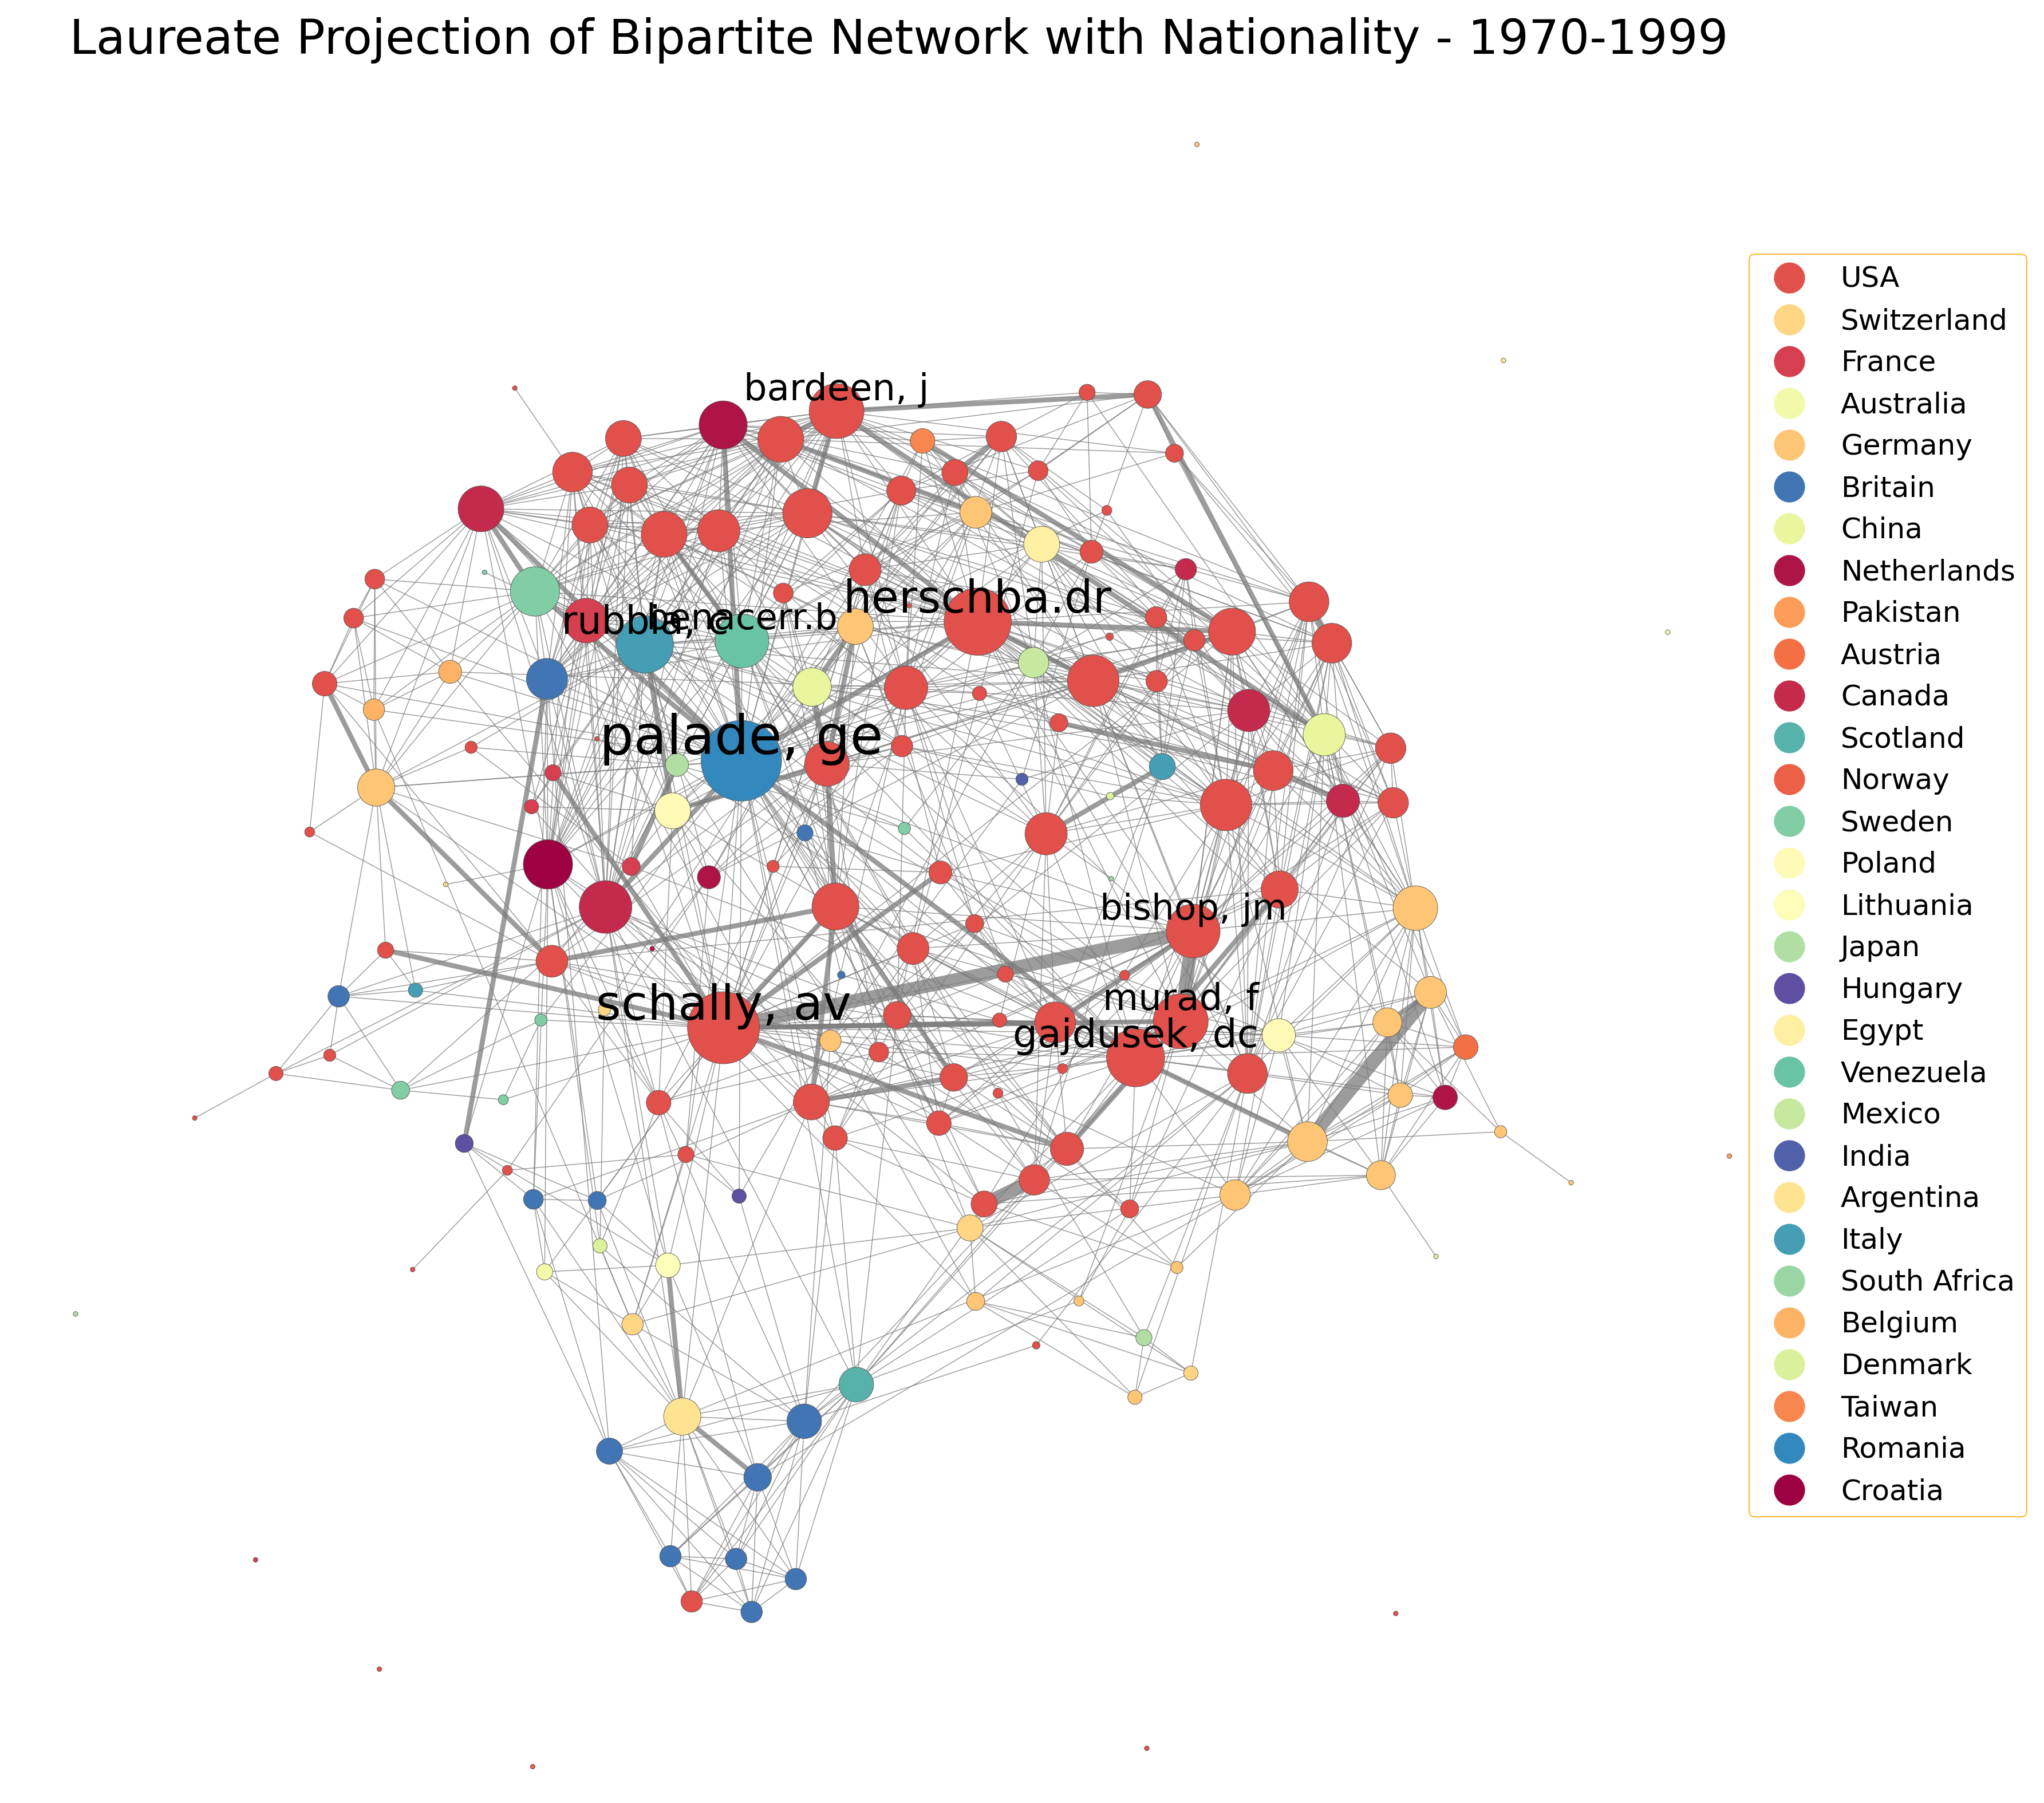 Laureate Projection of Bipartite Network with Nationality - 1970-1999
bardeen, j
herschba.dr
benacerr.b
rubbia, c
palade, ge
bishop, jm
schally, av
murad, f
gajdusek, dc
USA
Switzerland
France
Australia
Germany
Britain
China
Netherlands
Pakistan
Austria
Canada
Scotland
Norway
Sweden
Poland
Lithuania
Japan
Hungary
Egypt
Venezuela
Mexico
India
Argentina
Italy
South Africa
Belgium
Denmark
Taiwan
Romania
Croatia